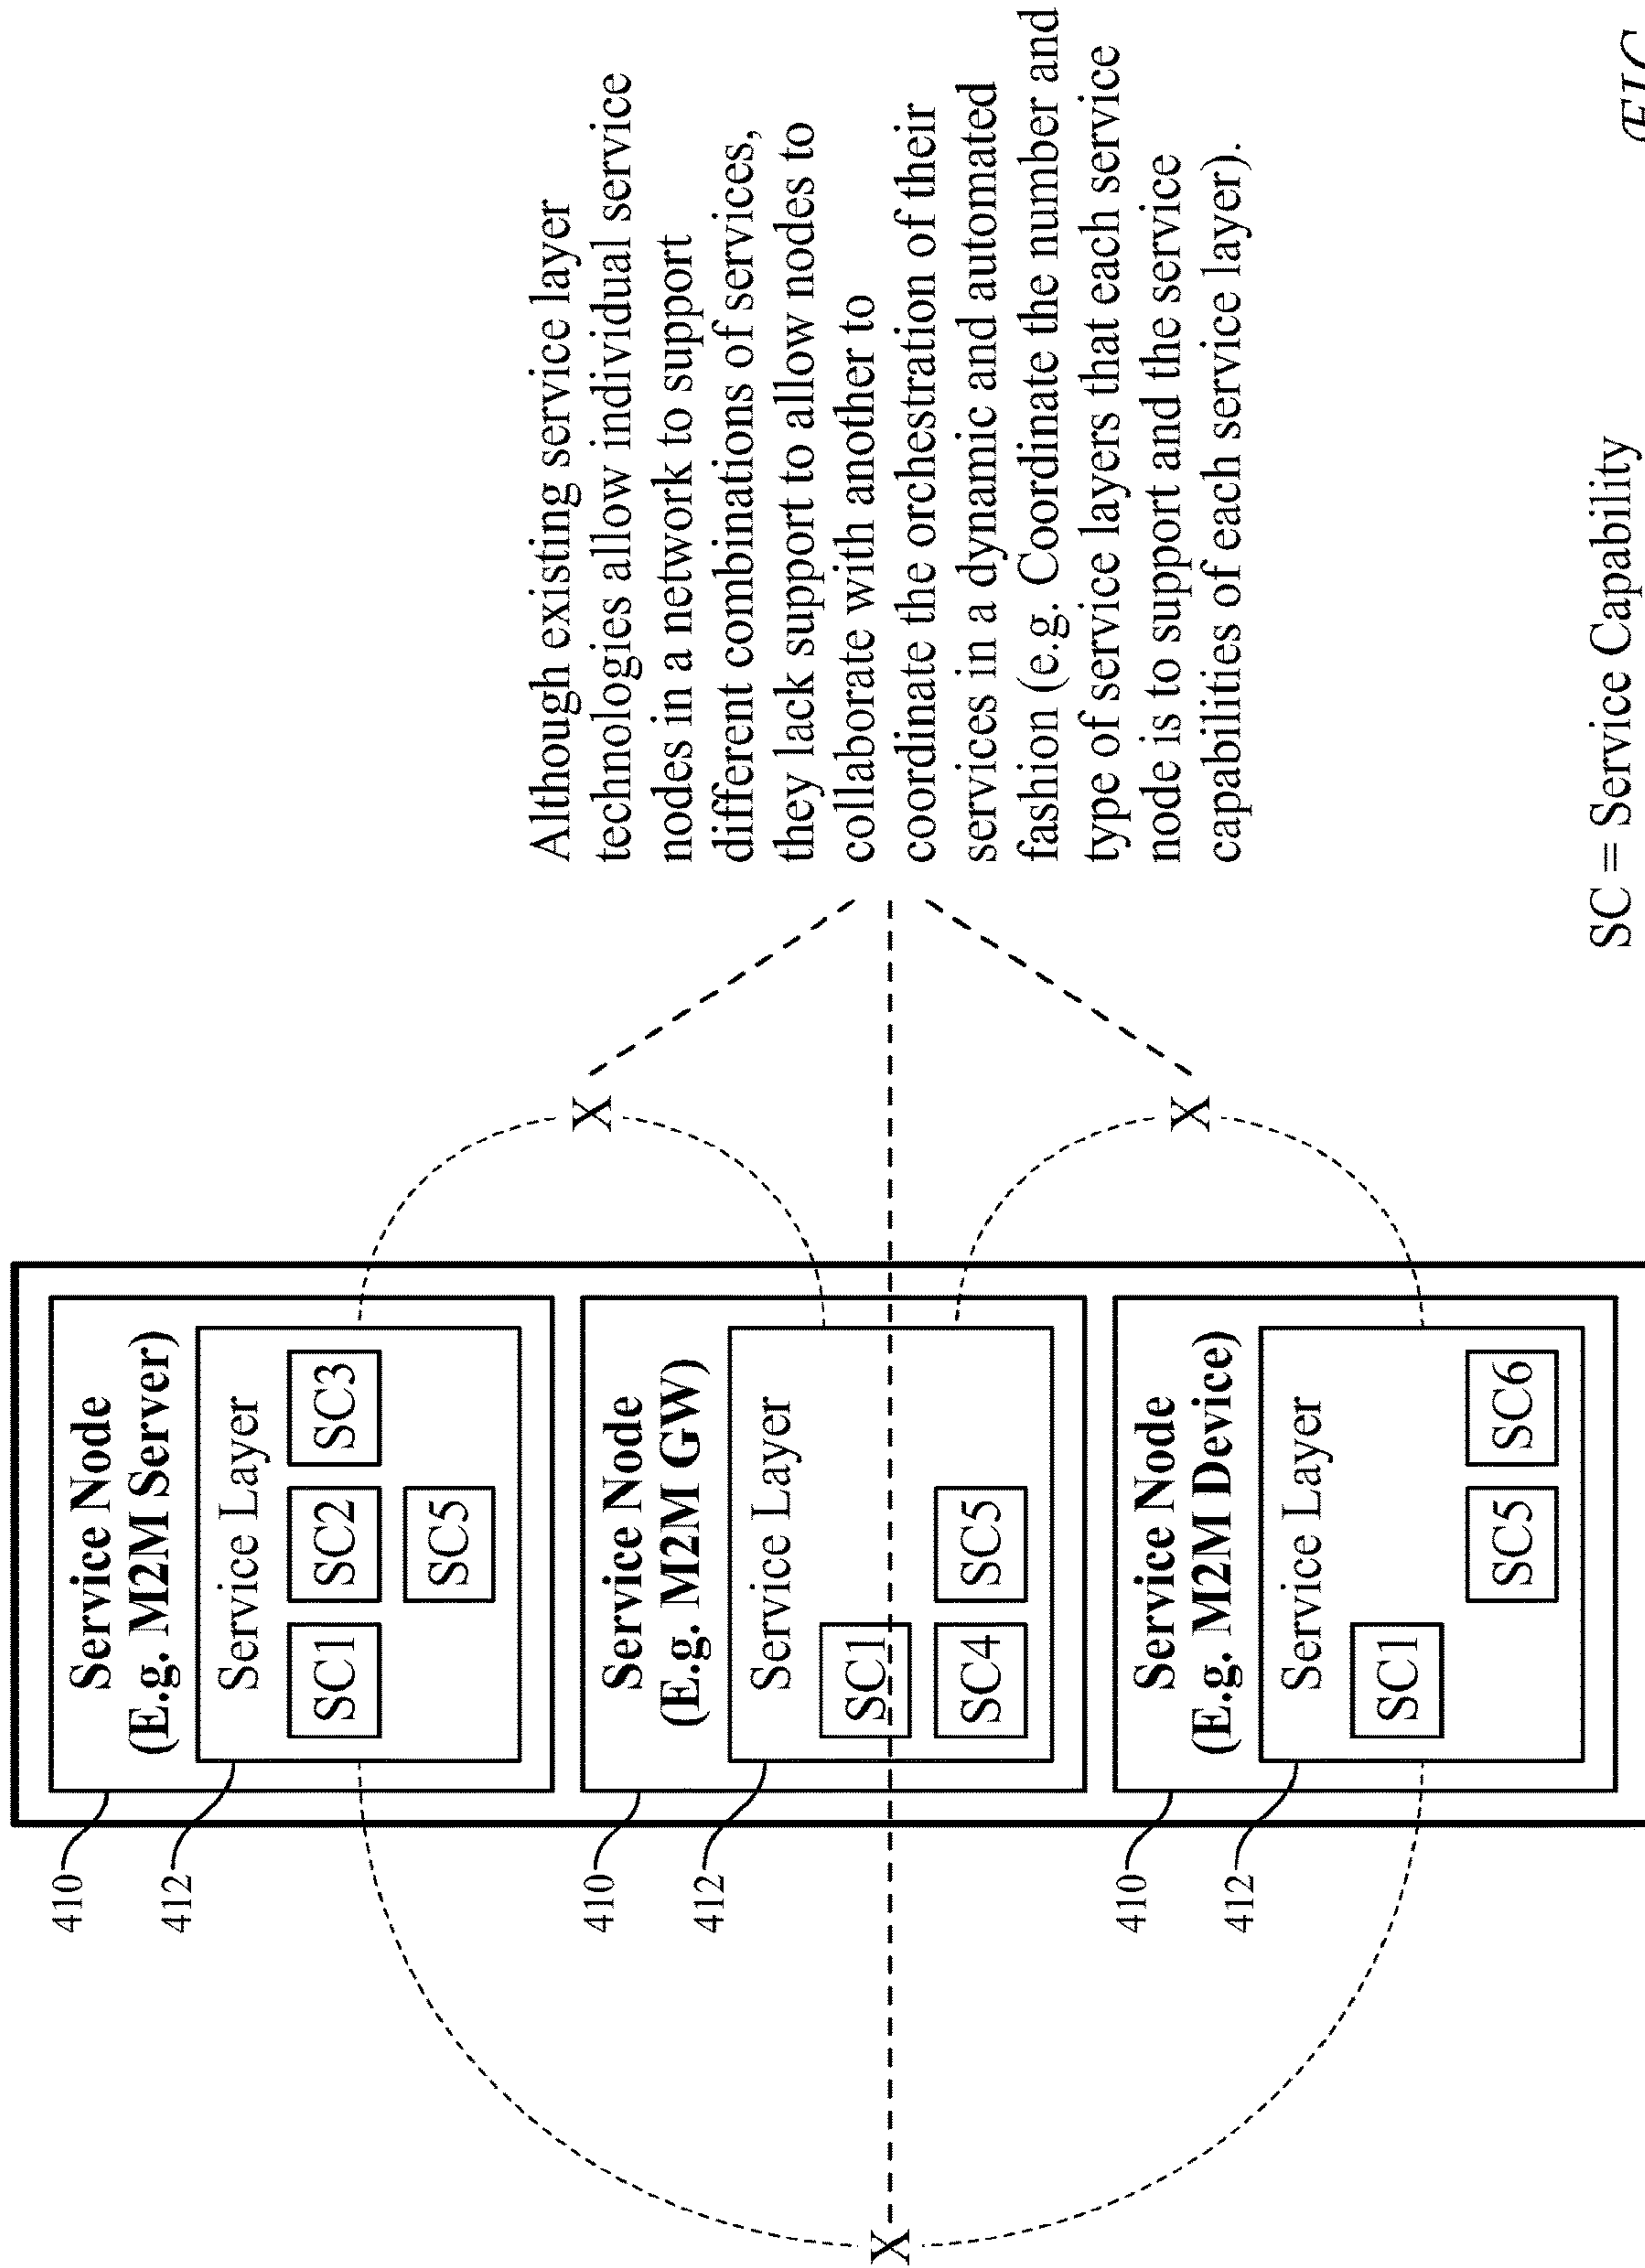 410
412
Service Node
(E.g. M2M Server)
Service Layer
SC1 SC2 SC3
SC5
410
412
Service Node
(E.g. M2M GW)
Service Layer
SC1
SC4 SC5
410
412
Service Node
(E.g. M2M Device)
Service Layer
SC1
SC5 SC6
X
X
X
Although existing service layer
technologies allow individual service
nodes in a network to support
different combinations of services,
they lack support to allow nodes to
collaborate with another to
coordinate the orchestration of their
services in a dynamic and automated
fashion (e.g. Coordinate the number and
type of service layers that each service
node is to support and the service
capabilities of each service layer).
SC = Service Capability